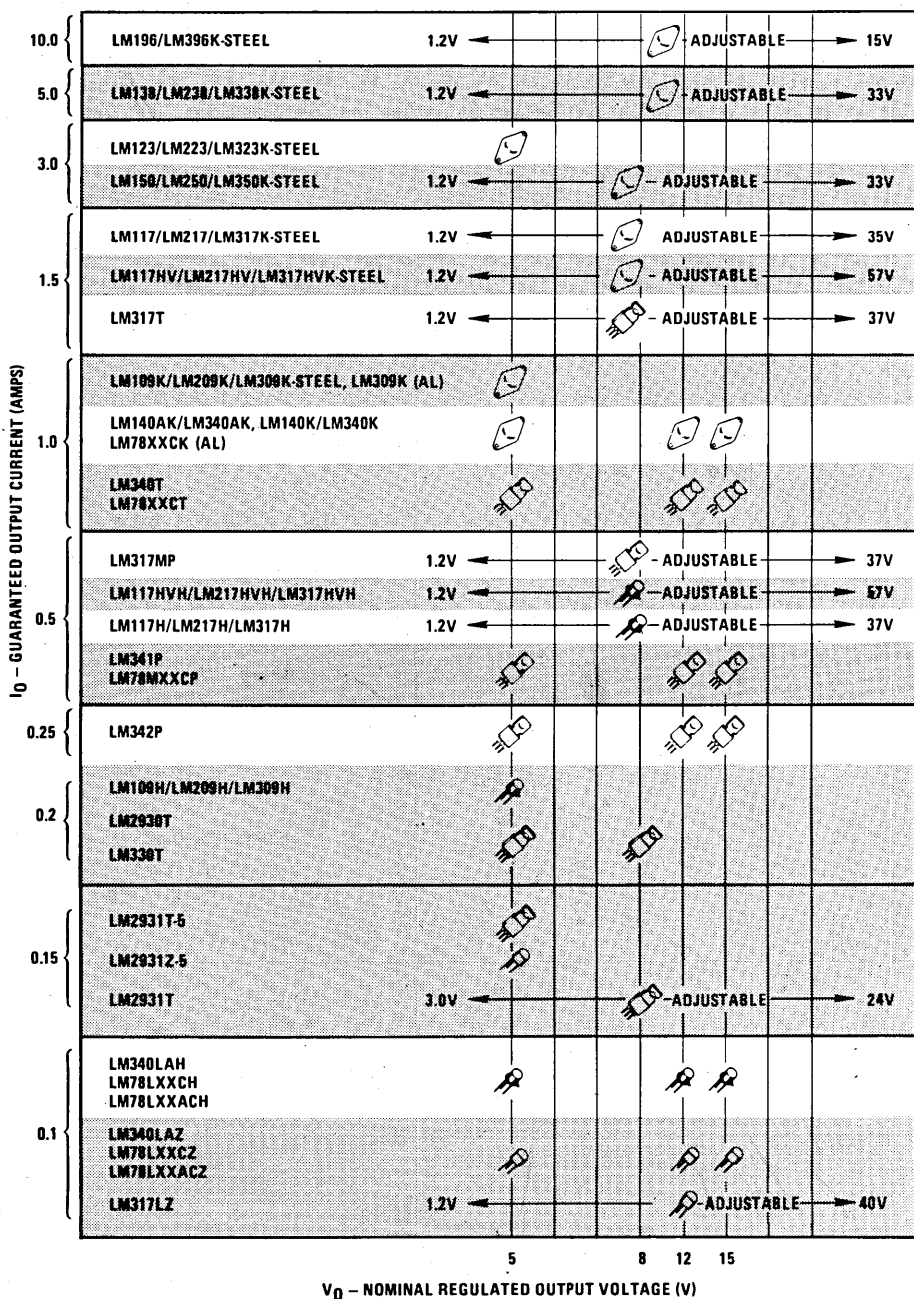 10.0 LM196/LM396K-STEEL 1.2V ADJUSTABLE 15V
5.0 LM138/LM238/LM338K-STEEL 1.2V ADJUSTABLE 33V
LM123/LM223/LM323K-STEEL
3.0
LM150/LM250/LM350K-STEEL 1.2V ADJUSTABLE 33V
LM117/LM217/LM317K-STEEL 1.2V ADJUSTABLE 35V
1.5 LM117HV/LM217HV/LM317HVK-STEEL 1.2V ADJUSTABLE 57V
LM317T 1.2V ADJUSTABLE 37V
LM109K/LM209K/LM309K-STEEL, LM309K (AL)
LM140AK/LM340AK, LM140K/LM340K
1.0 LM78XXCK (AL)
LM340T
LM78XXCT
LM317MP 1.2V ADJUSTABLE 37V
LM117HVH/LM217HVH/LM317HVH 1.2V ADJUSTABLE 57V
0.5 LM117H/LM217H/LM317H 1.2V ADJUSTABLE 37V
LM341P
LM78MXXCP
0.25 LM342P
LM109H/LM209H/LM309H
0.2 LM2930T
LM330T
LM2931T-5
0.15 LM2931Z-5
LM2931T 3.0V ADJUSTABLE 24V
LM340LAH
LM78LXXCH
LM78LXXACH
0.1 LM340LAZ
LM78LXXCZ
LM78LXXACZ
LM317LZ 1.2V ADJUSTABLE 40V
5 8 12 15
VO – NOMINAL REGULATED OUTPUT VOLTAGE (V)
IO – GUARANTEED OUTPUT CURRENT (AMPS)